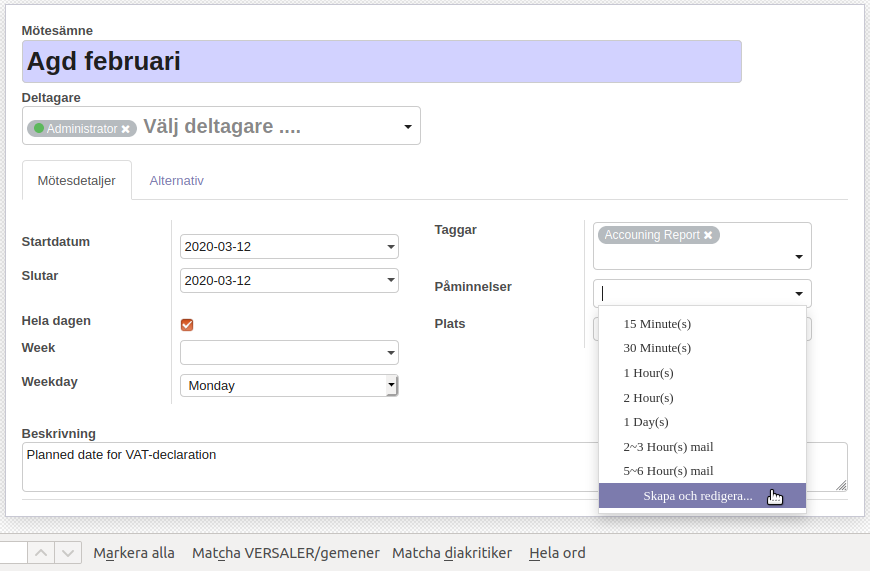 Mötesämne
Agd februari
Deltagare
Administrator Välj deltagare ....
Mötesdetaljer Alternativ
Startdatum 2020-03-12
Slutar 2020-03-12
Hela dagen
Week
Weekday Monday
Taggar Accouning Report
Påminnelser
Plats
15 Minute(s)
30 Minute(s)
1 Hour(s)
2 Hour(s)
1 Day(s)
2~3 Hour(s) mail
5~6 Hour(s) mail
Skapa och redigera...
Beskrivning
Planned date for VAT-declaration
Markera alla Matcha VERSALER/gemener Matcha diakritiker Hela ord